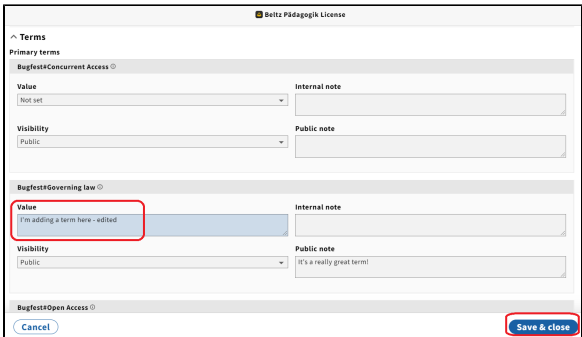 Beltz Pädagogik License
Terms
Primary terms
Bugfest#Concurrent Access
Value
Internal note
Not set
Visibility
Public note
Public
Bugfest#Governing law
Value
Internal note
I'm adding a term here - edited
Visibility
Public note
Public
It's a really great term!
Bugfest#Open Access
Cancel
Save & close